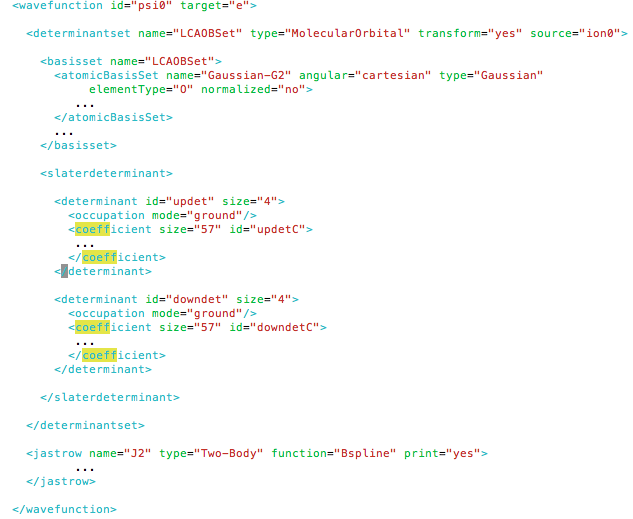 <wavefunction id="psi0" target="e">
<determinantset name="LCAOBSet" type="MolecularOrbital" transform="yes" source="ion0">
<basisset name="LCAOBSet">
<atomicBasisSet name="Gaussian-G2" angular="cartesian" type="Gaussian"
elementType="O" normalized="no">
...
</atomicBasisSet>
...
</basisset>
<slaterdeterminant>
<determinant id="updet" size="4">
<occupation mode="ground"/>
<coefficient size="57" id="updetC">
...
</coefficient>
</determinant>
<determinant id="downdet" size="4">
<occupation mode="ground"/>
<coefficient size="57" id="downdetC">
...
</coefficient>
</determinant>
</slaterdeterminant>
</determinantset>
<jastrow name="J2" type="Two-Body" function="Bspline" print="yes">
...
</jastrow>
</wavefunction>